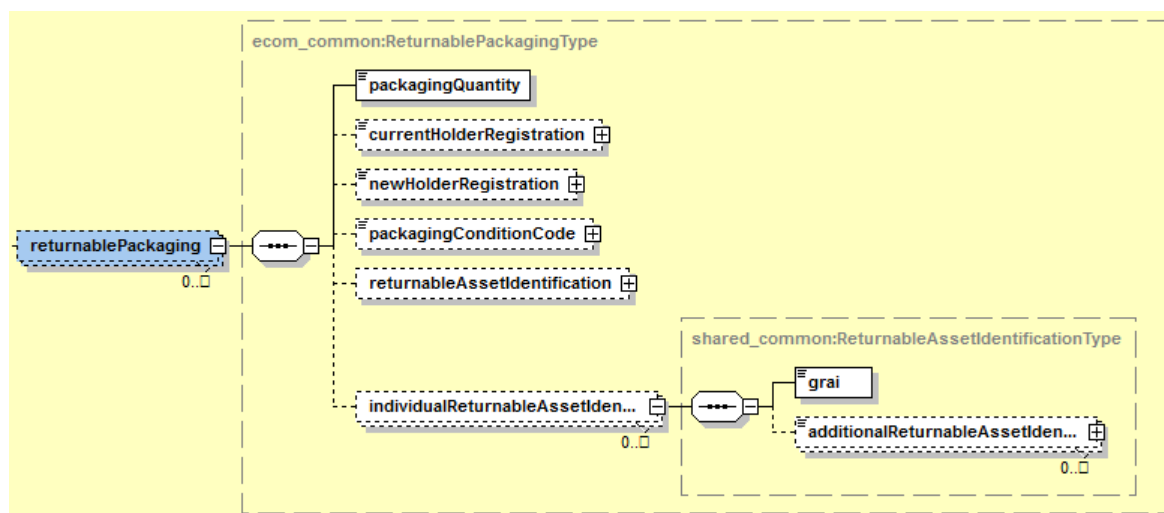 ecom_common:ReturnablePackagingType
packagingQuantity
currentHolderRegistration
newHolderRegistration
packagingConditionCode
returnablePackaging
0..□
returnableAssetIdentification
shared_common:ReturnableAssetIdentificationType
grai
individualReturnableAssetIden...
0..□
additionalReturnableAssetIden...
0..□